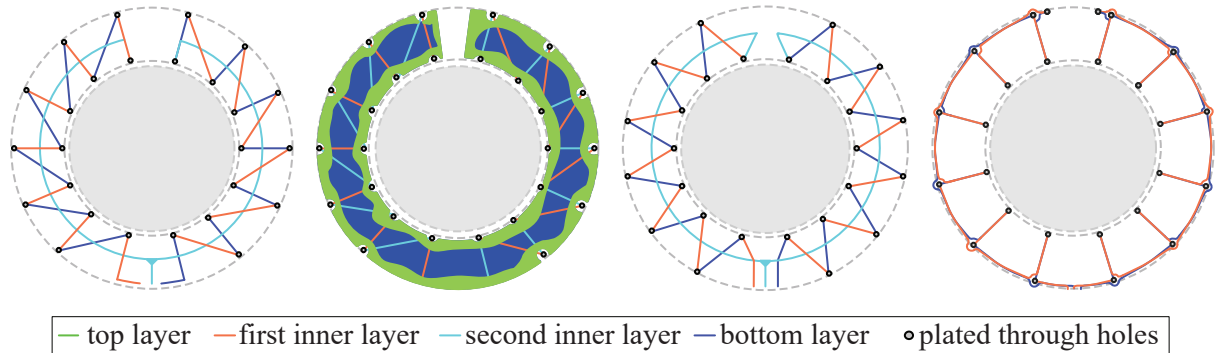 top layer first inner layer second inner layer bottom layer plated through holes